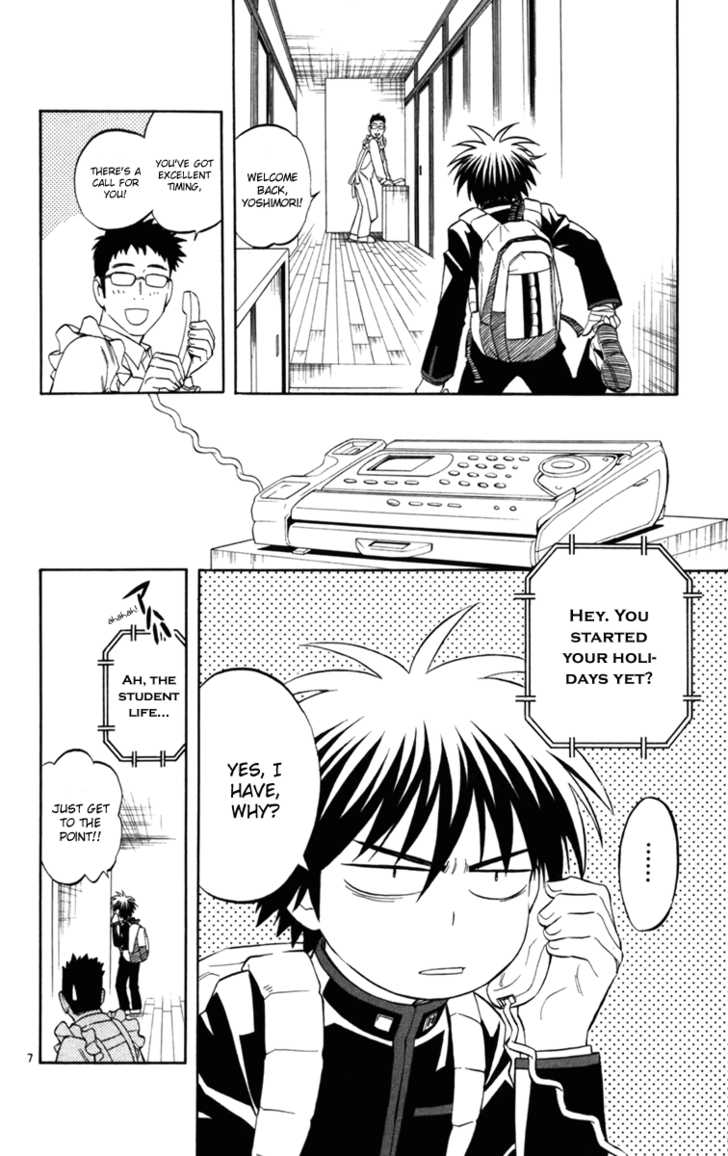 WELCOME
BACK,
YOSHIMORI!
YOU'VE GOT
EXCELLENT
TIMING,
THERE'S A
CALL FOR
YOU!
HEY. YOU
STARTED
YOUR HOLI-
DAYS YET?
......
YES, I
HAVE,
WHY?
ahahah!
AH, THE
STUDENT
LIFE...
JUST GET
TO THE
POINT!!
7